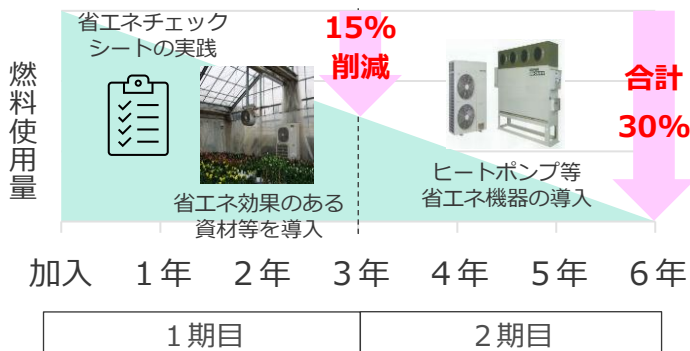 省エネチェック
シートの実践
15%
削減
合計
30%
燃料使用量
省エネ効果のある
資材等を導入
ヒートポンプ等
省エネ機器の導入
加入 1年 2年 3年 4年 5年 6年
1期目 2期目